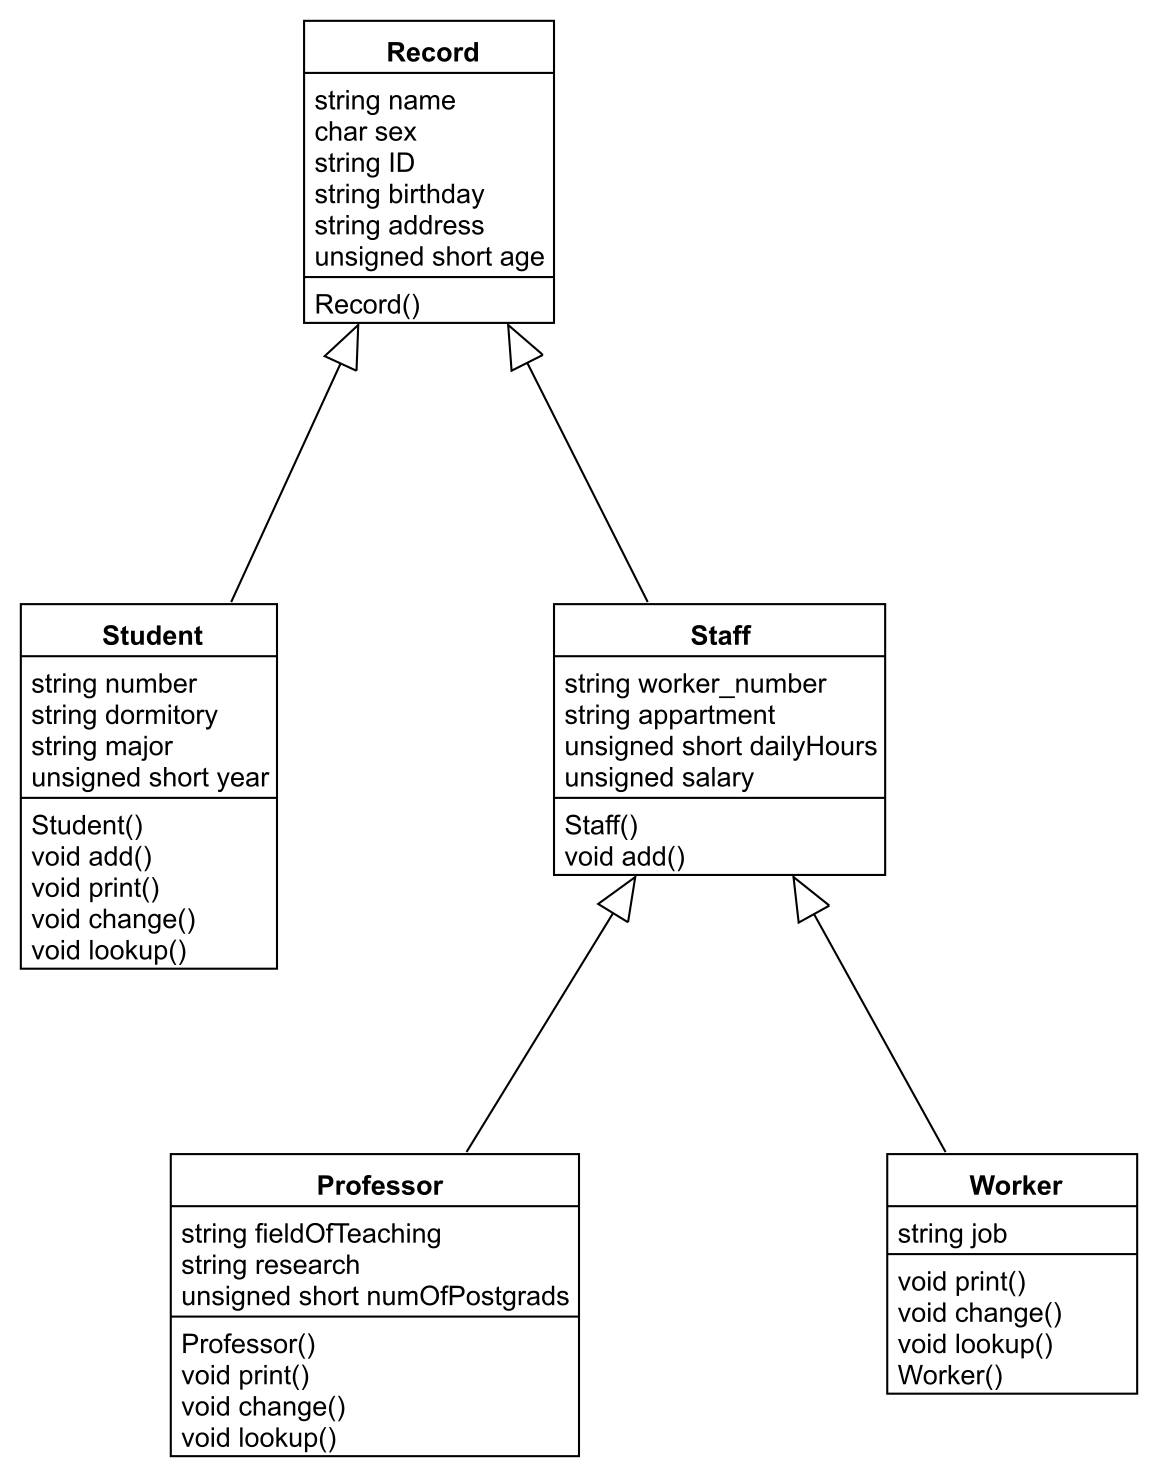 Record
string name
char sex
string ID
string birthday
string address
unsigned short age
Record()
Student
string number
string dormitory
string major
unsigned short year
Student()
void add()
void print()
void change()
void lookup()
Staff
string worker_number
string appartment
unsigned short dailyHours
unsigned salary
Staff()
void add()
Professor
string fieldOfTeaching
string research
unsigned short numOfPostgrads
Professor()
void print()
void change()
void lookup()
Worker
string job
void print()
void change()
void lookup()
Worker()